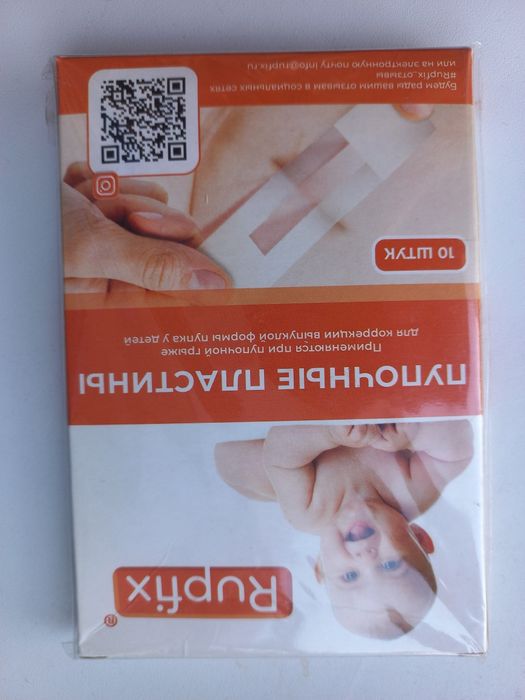 Rupfix®
ПУПОЧНЫЕ ПЛАСТИНЫ
Применяются при пупочной грыже
для коррекции выпуклой формы пупка у детей
10 ШТУК
Будем рады вашим отзывам в социальных сетях
#Rupfix_отзывы
или на электронную почту info@rupfix.ru